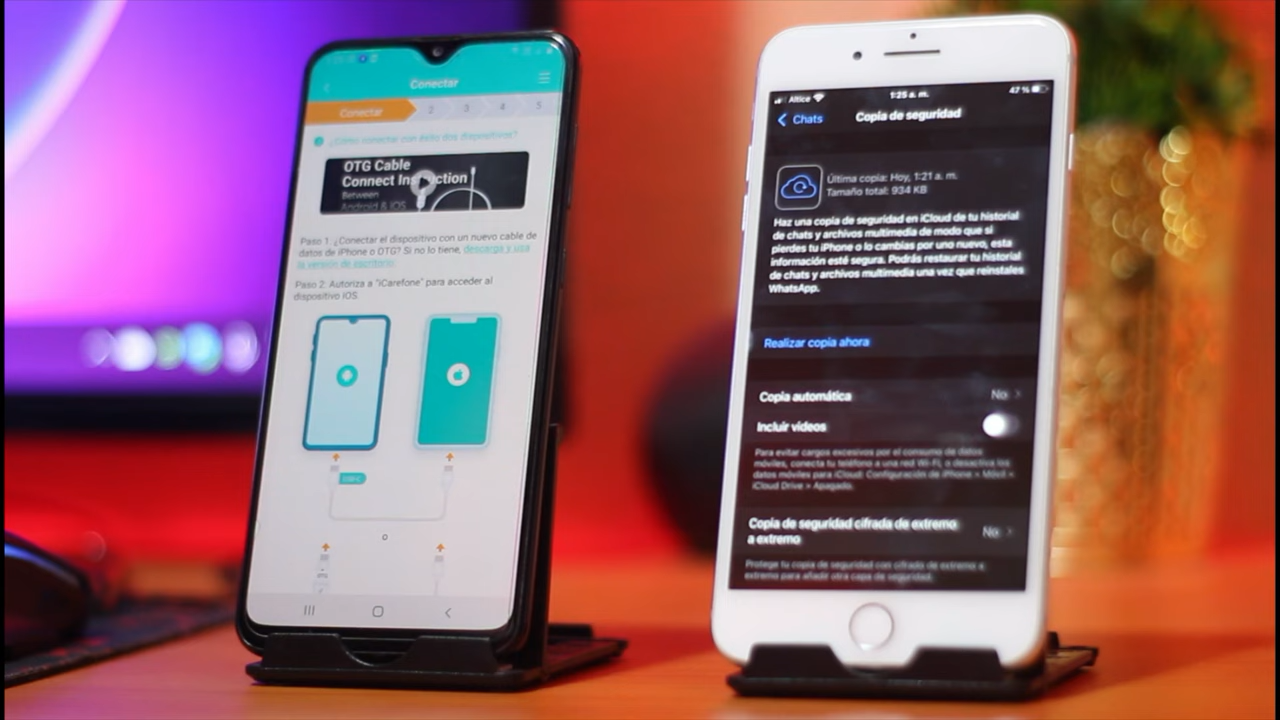 Conectar
Conectar 2 3 4 5
¿Cómo conectar con éxito dos dispositivos?
OTG Cable
Connect Ins ction
Between
Android & iOS
Paso 1: ¿Conectar el dispositivo con un nuevo cable de
datos de iPhone o OTG? Si no lo tiene, descarga y usa
la versión de escritorio.
Paso 2: Autoriza a "iCarefone" para acceder al
dispositivo iOS.
USB-C
Altice 1:25 a. m. 47 %
Chats Copia de seguridad
Última copia: Hoy, 1:21 a. m.
Tamaño total: 934 KB
Haz una copia de seguridad en iCloud de tu historial
de chats y archivos multimedia de modo que si
pierdes tu iPhone o lo cambias por uno nuevo, esta
información esté segura. Podrás restaurar tu historial
de chats y archivos multimedia una vez que reinstales
WhatsApp.
Realizar copia ahora
Copia automática No
Incluir videos
Para evitar cargos excesivos por el consumo de datos
móviles, conecta tu teléfono a una red Wi-Fi, o desactiva los
datos móviles para iCloud: Configuración de iPhone > Móvil >
iCloud Drive > Apagado.
Copia de seguridad cifrada de extremo No
a extremo
Protege tu copia de seguridad con cifrado de extremo a
extremo para añadir otra capa de seguridad.